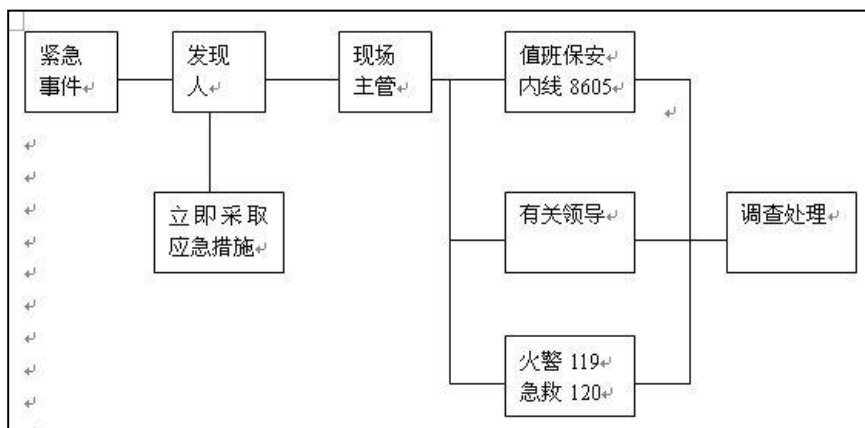 紧急
事件
发现
人
现场
主管
值班保安
内线 8605
立即采取
应急措施
有关领导
调查处理
火警 119
急救 120